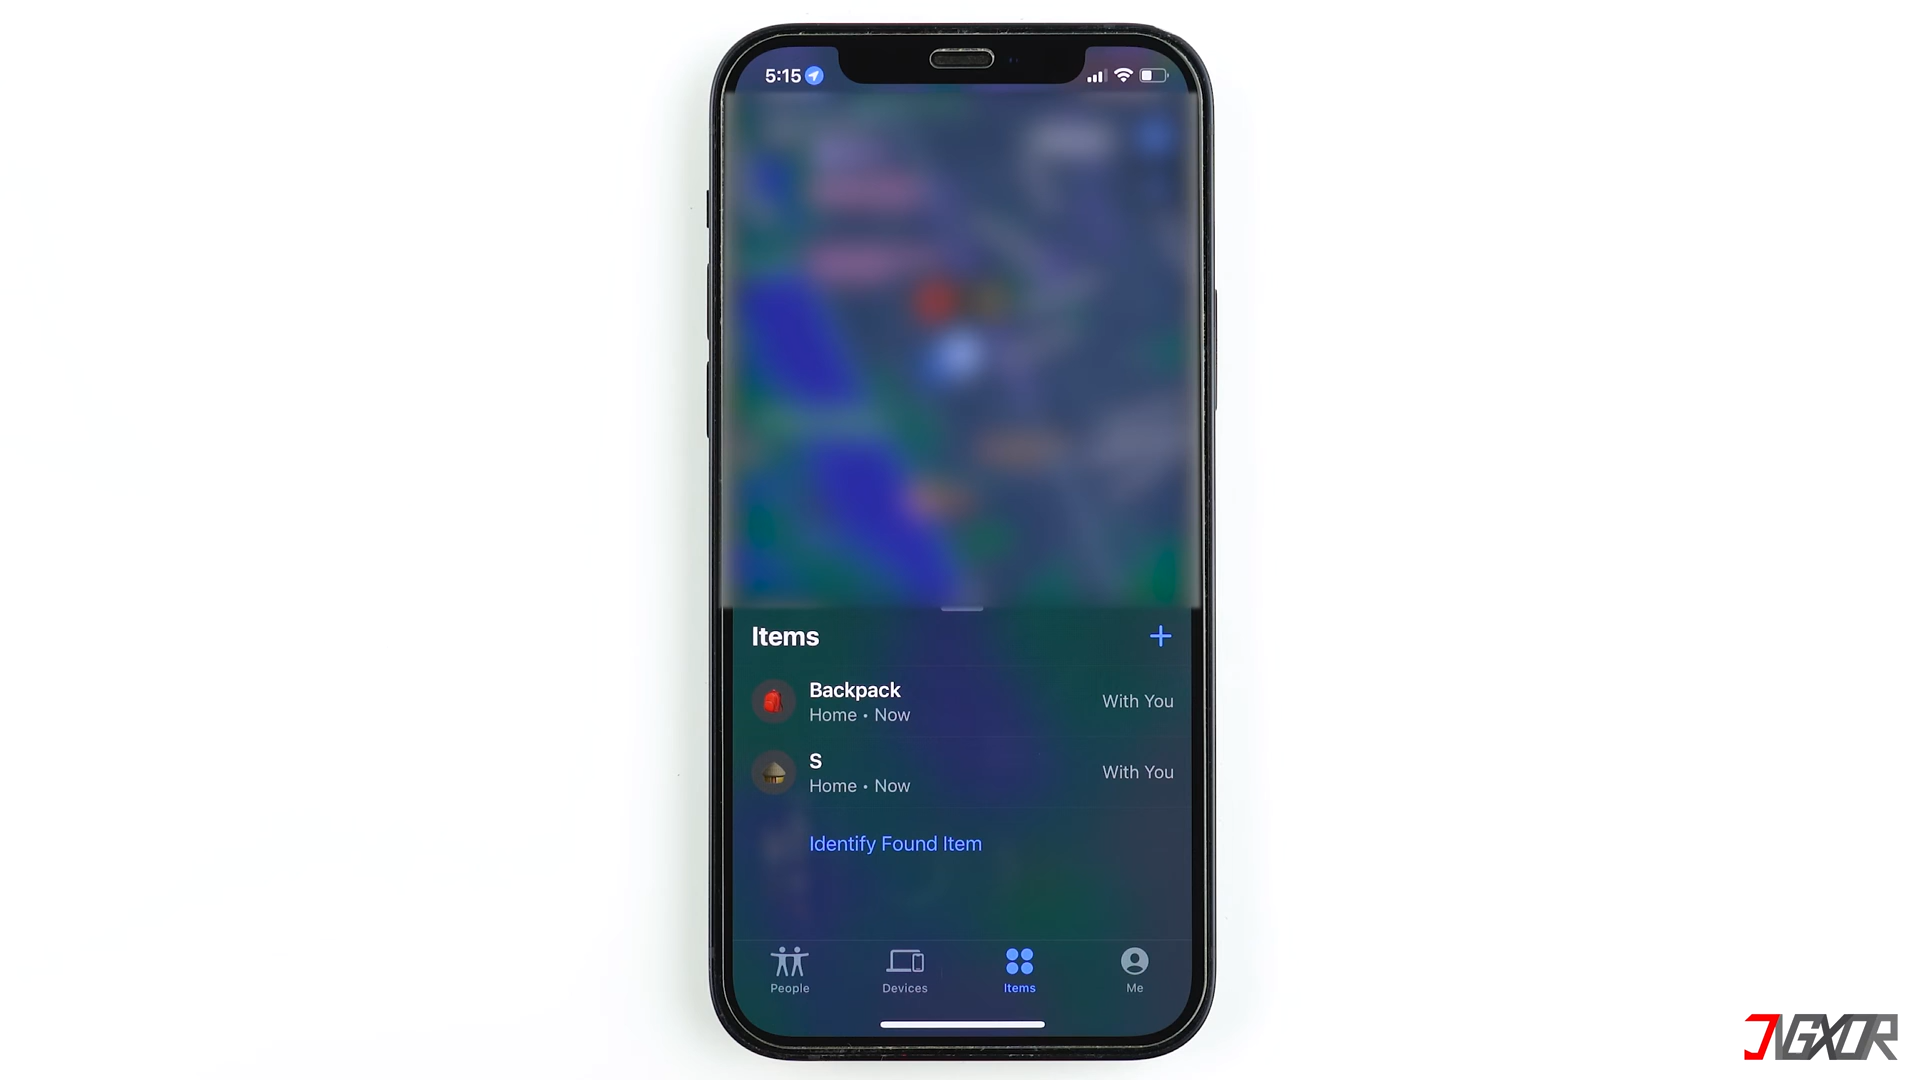 5:15
Items
+
Backpack
Home • Now
With You
S
Home • Now
With You
Identify Found Item
People
Devices
Items
Me
JVGXOR